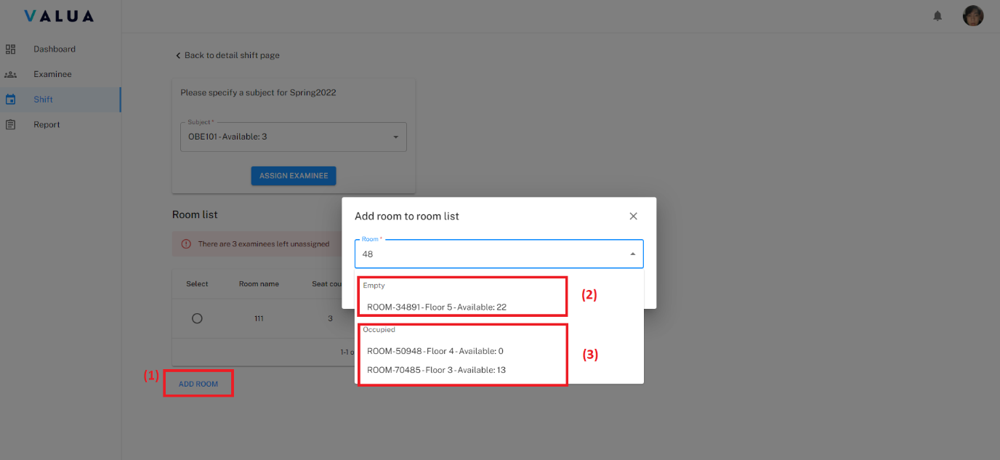 VALUA
Dashboard
Examinee
Shift
Report
Back to detail shift page
Please specify a subject for Spring2022
Subject *
OBE101 - Available: 3
ASSIGN EXAMINEE
Room list
There are 3 examinees left unassigned
Select Room name Seat cou
111 3
1-1 o
(1)
ADD ROOM
Add room to room list
Room *
48
Empty
ROOM-34891 - Floor 5 - Available: 22
(2)
Occupied
ROOM-50948 - Floor 4 - Available: 0
ROOM-70485 - Floor 3 - Available: 13
(3)